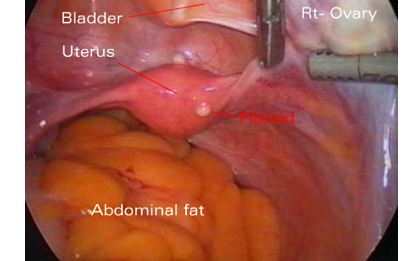 Bladder
Rt- Ovary
Uterus
Fibroid
Abdominal fat